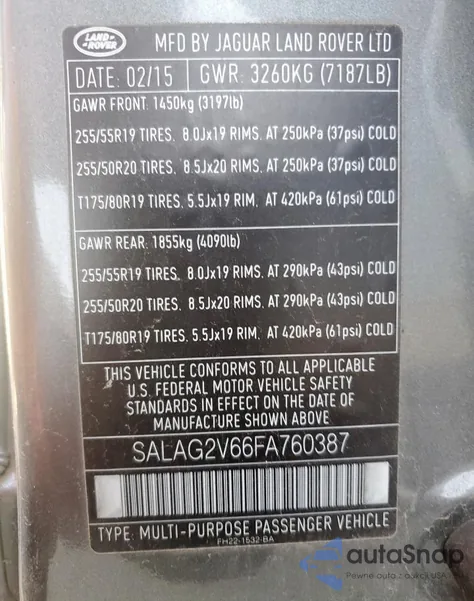 LAND ROVER
MFD BY JAGUAR LAND ROVER LTD
DATE: 02/15 GWR: 3260KG (7187LB)
GAWR FRONT: 1450kg (3197lb)
255/55R19 TIRES. 8.0Jx19 RIMS. AT 250kPa (37psi) COLD
255/50R20 TIRES. 8.5Jx20 RIMS. AT 250kPa (37psi) COLD
T175/80R19 TIRES. 5.5Jx19 RIM. AT 420kPa (61psi) COLD
GAWR REAR: 1855kg (4090lb)
255/55R19 TIRES. 8.0Jx19 RIMS. AT 290kPa (43psi) COLD
255/50R20 TIRES. 8.5Jx20 RIMS. AT 290kPa (43psi) COLD
T175/80R19 TIRES. 5.5Jx19 RIM. AT 420kPa (61psi) COLD
THIS VEHICLE CONFORMS TO ALL APPLICABLE
U.S. FEDERAL MOTOR VEHICLE SAFETY
STANDARDS IN EFFECT ON THE DATE OF
MANUFACTURE SHOWN ABOVE
SALAG2V66FA760387
TYPE: MULTI-PURPOSE PASSENGER VEHICLE
FH22-1532-BA
autoSnap
Pewne auta z aukcji USA